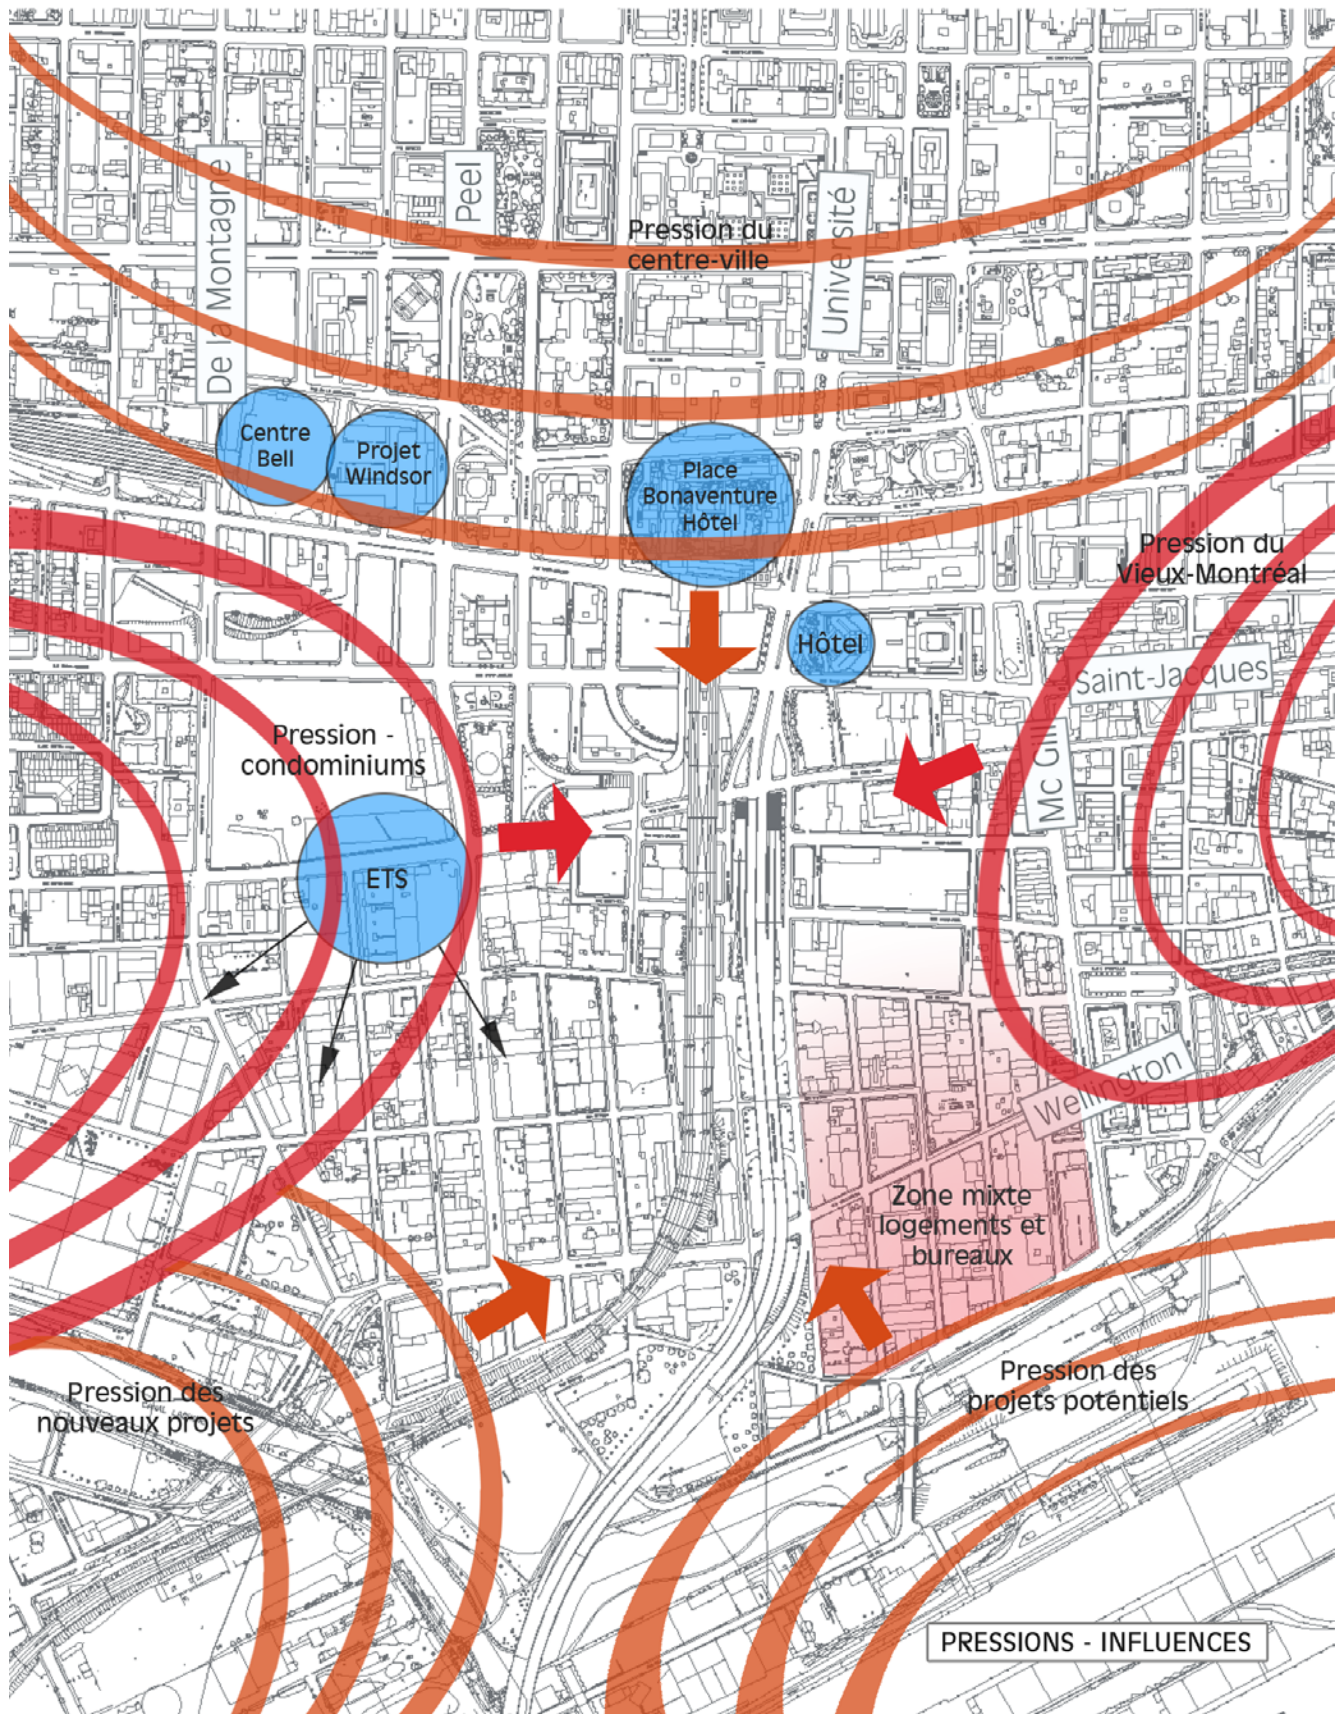 De la Montagne
Peel
Université
Pression du
centre-ville
Centre
Bell
Projet
Windsor
Place
Bonaventure
Hôtel
Pression du
Vieux-Montréal
Hôtel
Saint-Jacques
Mc Gill
Pression -
condominiums
ETS
Wellington
Zone mixte
logements et
bureaux
Pression des
nouveaux projets
Pression des
projets potentiels
PRESSIONS - INFLUENCES